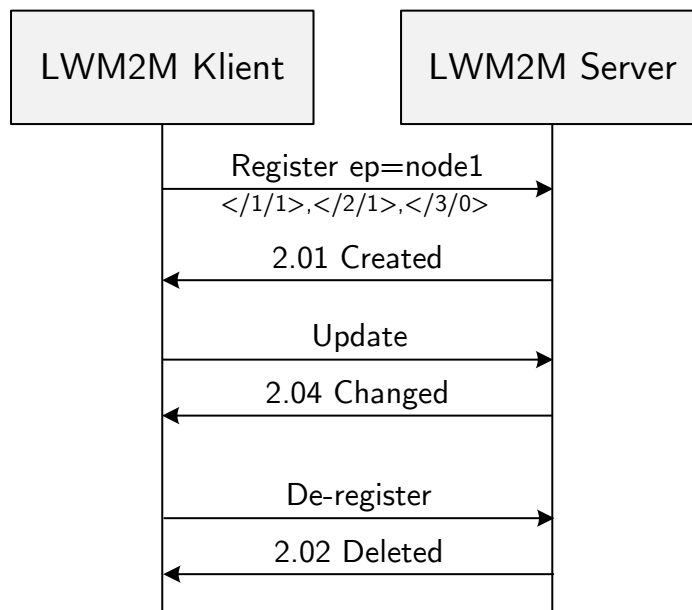 LWM2M Klient
LWM2M Server
Register ep=node1
</1/1>,</2/1>,</3/0>
2.01 Created
Update
2.04 Changed
De-register
2.02 Deleted